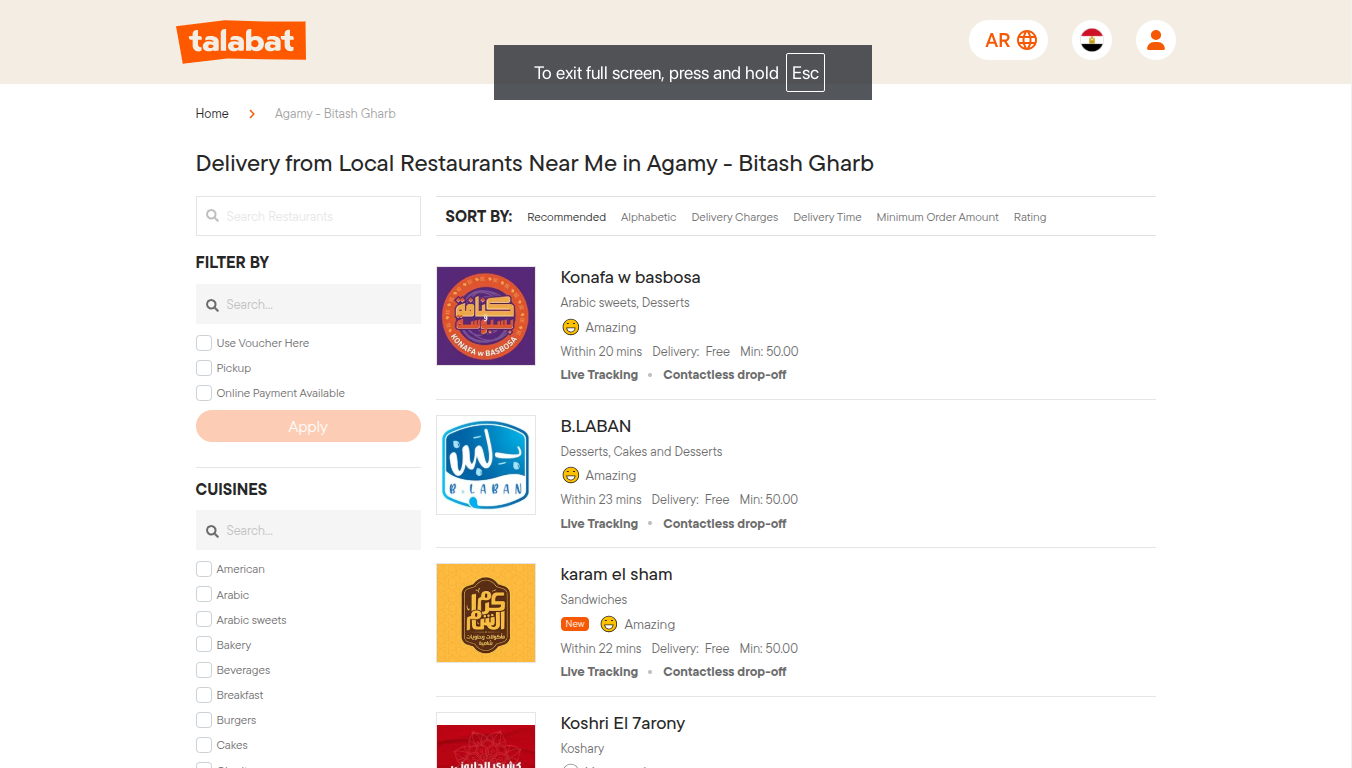 talabat
AR
To exit full screen, press and hold Esc
Home > Agamy - Bitash Gharb
Delivery from Local Restaurants Near Me in Agamy - Bitash Gharb
Search Restaurants
FILTER BY
Search...
Use Voucher Here
Pickup
Online Payment Available
Apply
CUISINES
Search...
American
Arabic
Arabic sweets
Bakery
Beverages
Breakfast
Burgers
Cakes
SORT BY: Recommended Alphabetic Delivery Charges Delivery Time Minimum Order Amount Rating
كنافة
و
بسبوسة
KONAFA W BASBOSA
Konafa w basbosa
Arabic sweets, Desserts
Amazing
Within 20 mins Delivery: Free Min: 50.00
Live Tracking • Contactless drop-off
بـ لبن
B.LABAN
B.LABAN
Desserts, Cakes and Desserts
Amazing
Within 23 mins Delivery: Free Min: 50.00
Live Tracking • Contactless drop-off
كرم
الشام
مأكولات وحلويات
شامية
karam el sham
Sandwiches
New Amazing
Within 22 mins Delivery: Free Min: 50.00
Live Tracking • Contactless drop-off
Koshri El 7arony
Koshary